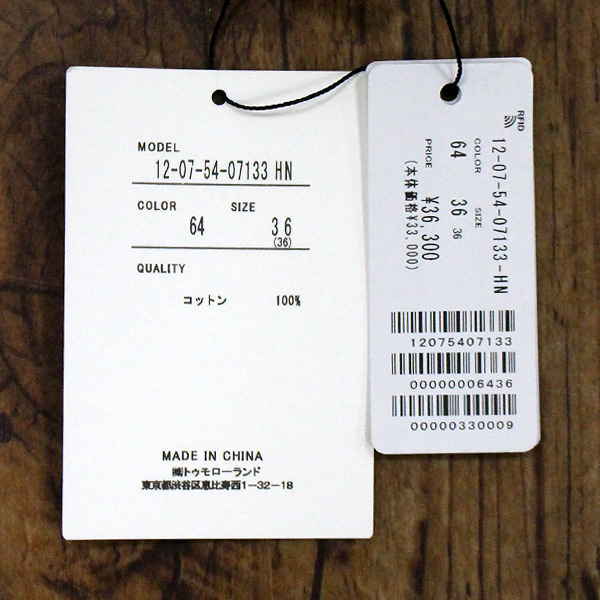 MODEL
12-07-54-07133 HN
COLOR SIZE
64 36
(36)
QUALITY
コットン 100%
MADE IN CHINA
㈱トゥモローランド
東京都渋谷区恵比寿西1-32-18
RFID
12-07-54-07133-HN
COLOR SIZE
64 36 36
PRICE ¥36,300
(本体価格¥33,000)
12075407133
00000006436
00000330009